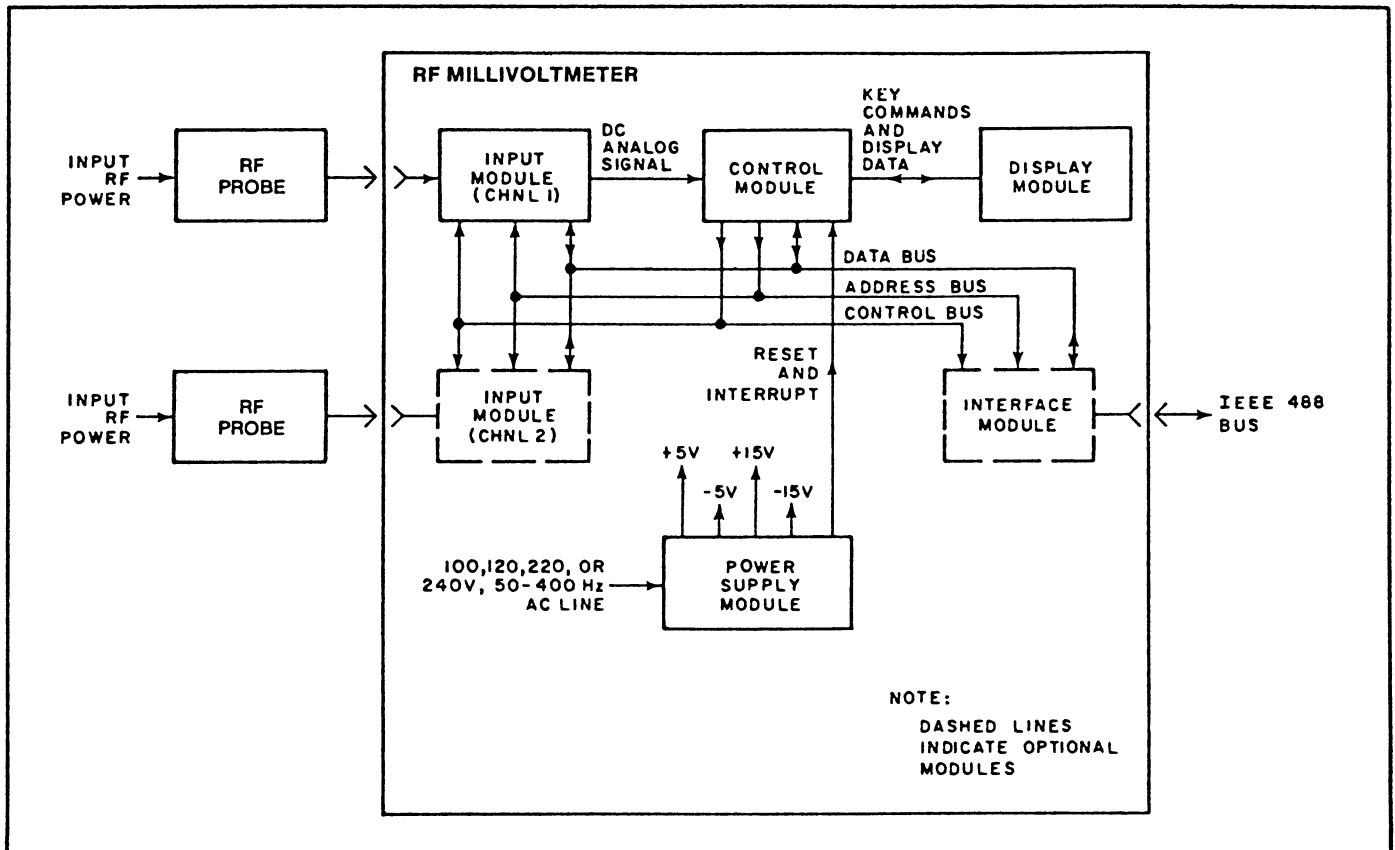 RF MILLIVOLTMETER
INPUT
RF
POWER
RF
PROBE
INPUT
MODULE
(CHNL 1)
DC
ANALOG
SIGNAL
CONTROL
MODULE
KEY
COMMANDS
AND
DISPLAY
DATA
DISPLAY
MODULE
DATA BUS
ADDRESS BUS
CONTROL BUS
INPUT
RF
POWER
RF
PROBE
INPUT
MODULE
(CHNL 2)
RESET
AND
INTERRUPT
INTERFACE
MODULE
IEEE 488
BUS
+5V
-5V
+15V
-15V
100,120,220, OR
240V, 50-400 Hz
AC LINE
POWER
SUPPLY
MODULE
NOTE:
DASHED LINES
INDICATE OPTIONAL
MODULES